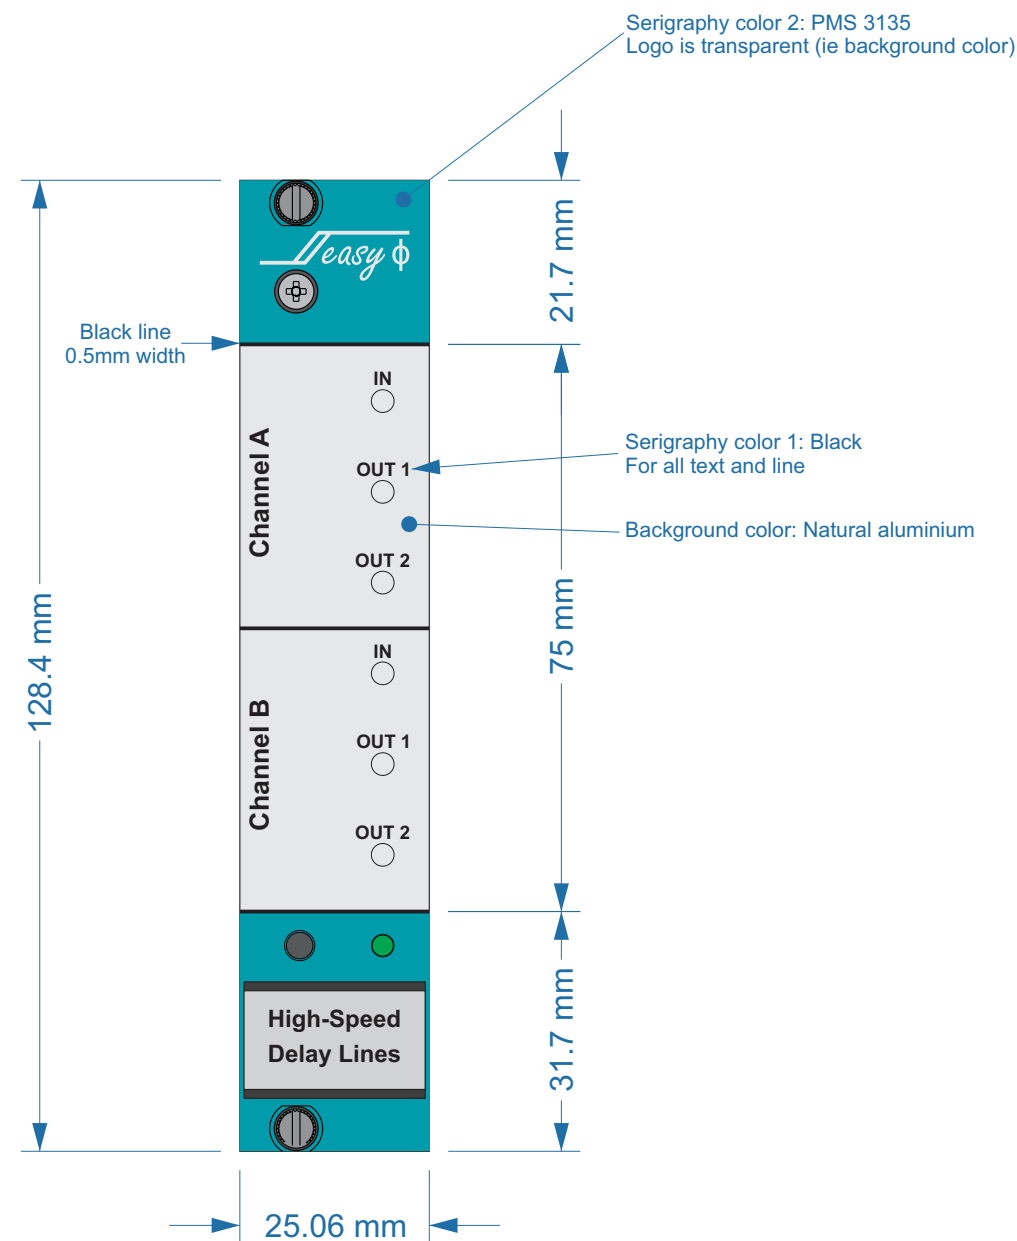 Serigraphy color 2: PMS 3135
Logo is transparent (ie background color)
21.7 mm
easy ϕ
Black line
0.5mm width
IN
Channel A
OUT 1
Serigraphy color 1: Black
For all text and line
Background color: Natural aluminium
OUT 2
128.4 mm
75 mm
IN
Channel B
OUT 1
OUT 2
31.7 mm
High-Speed
Delay Lines
25.06 mm